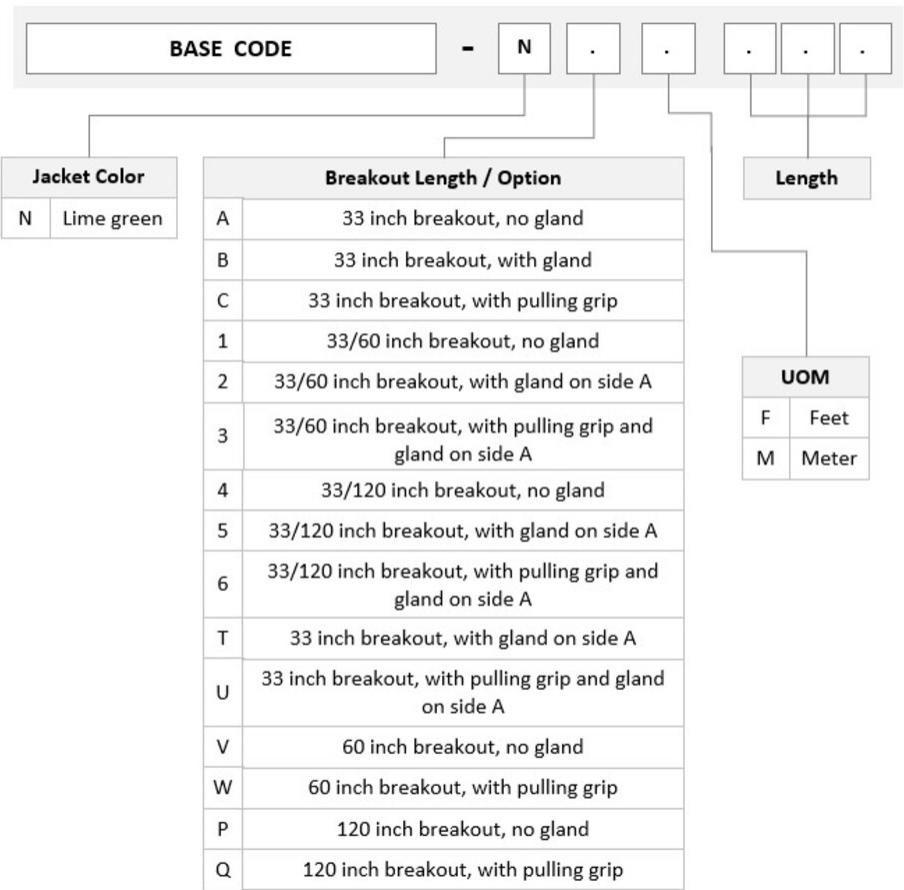 BASE CODE - N . . . . .
Jacket Color
N Lime green
Breakout Length / Option
A 33 inch breakout, no gland
B 33 inch breakout, with gland
C 33 inch breakout, with pulling grip
1 33/60 inch breakout, no gland
2 33/60 inch breakout, with gland on side A
3 33/60 inch breakout, with pulling grip and
gland on side A
4 33/120 inch breakout, no gland
5 33/120 inch breakout, with gland on side A
6 33/120 inch breakout, with pulling grip and
gland on side A
T 33 inch breakout, with gland on side A
U 33 inch breakout, with pulling grip and gland
on side A
V 60 inch breakout, no gland
W 60 inch breakout, with pulling grip
P 120 inch breakout, no gland
Q 120 inch breakout, with pulling grip
Length
UOM
F Feet
M Meter